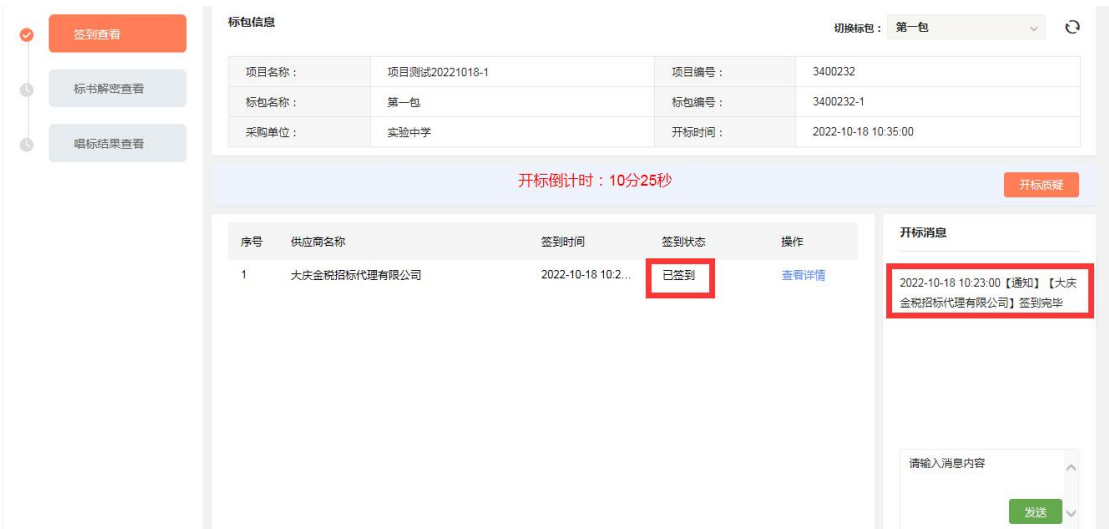 签到查看
标书解密查看
唱标结果查看
标包信息
切换标包： 第一包
项目名称： 项目测试20221018-1 项目编号： 3400232
标包名称： 第一包 标包编号： 3400232-1
采购单位： 实验中学 开标时间： 2022-10-18 10:35:00
开标倒计时：10分25秒
开标质疑
序号 供应商名称 签到时间 签到状态 操作
1 大庆金税招标代理有限公司 2022-10-18 10:2... 已签到 查看详情
开标消息
2022-10-18 10:23:00【通知】【大庆
金税招标代理有限公司】签到完毕
请输入消息内容
发送